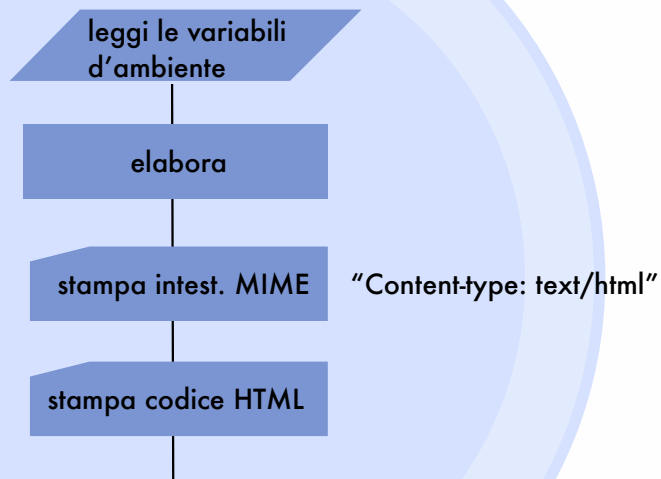 leggi le variabili
d’ambiente
elabora
stampa intest. MIME “Content-type: text/html”
stampa codice HTML